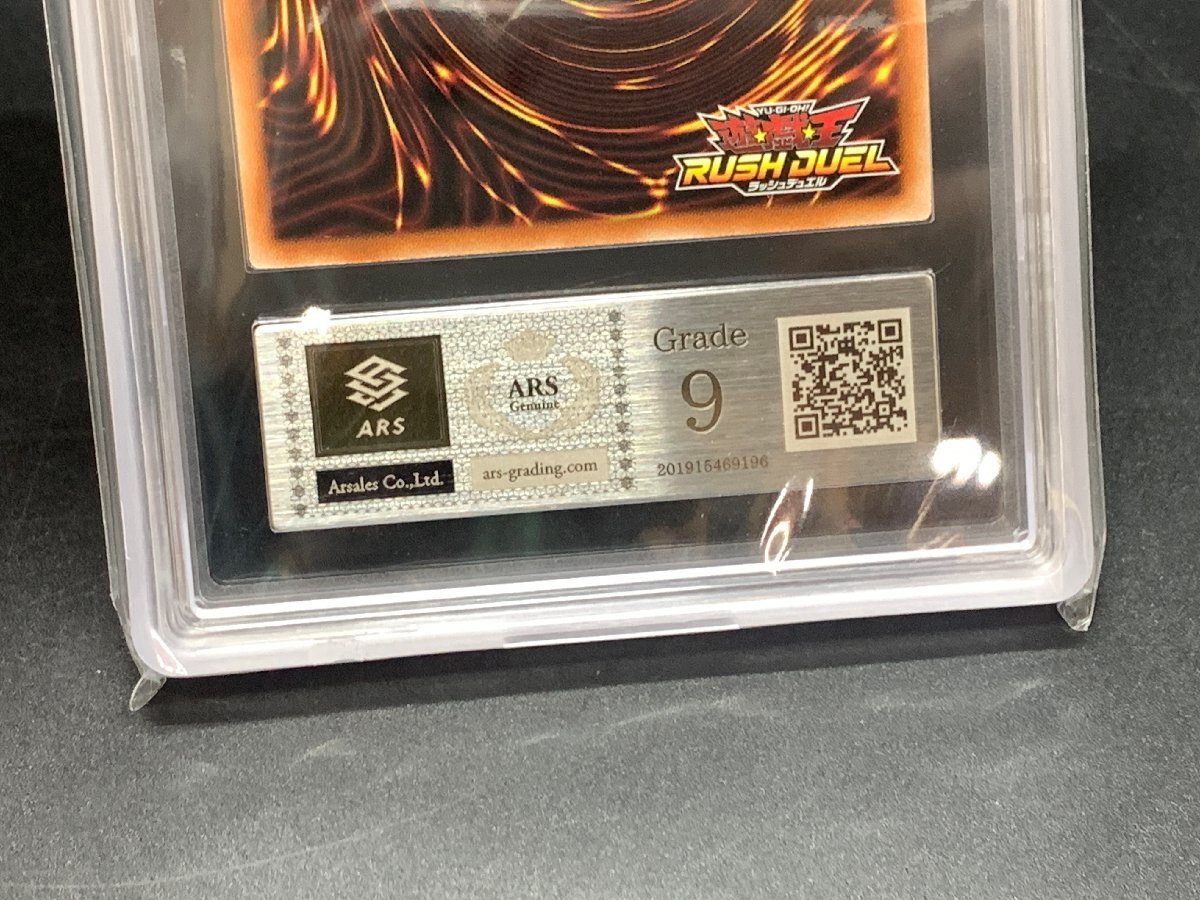 YU-GI-OH!
遊戯王
RUSH DUEL
ラッシュデュエル
ARS
Arsales Co.,Ltd.
ARS
Genuine
ars-grading.com
Grade
9
201915469196